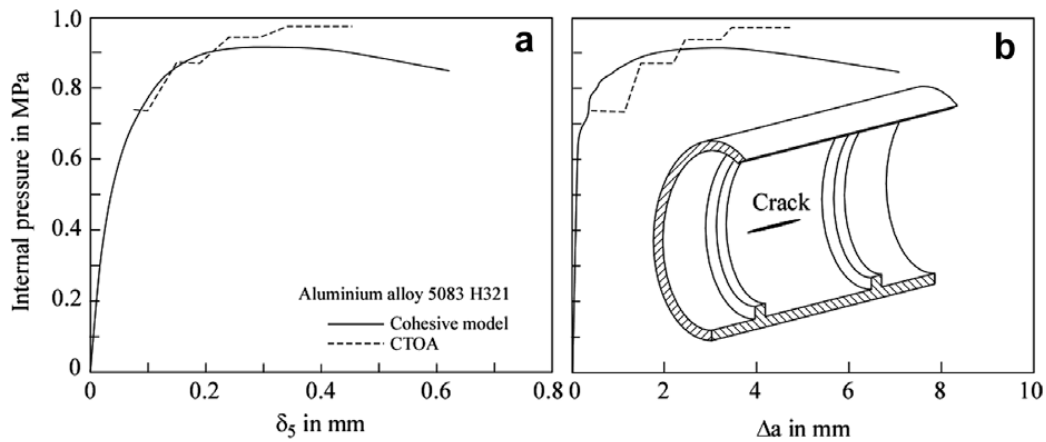 a
b
Internal pressure in MPa
1.0
0.8
0.6
0.4
0.2
0
Aluminium alloy 5083 H321
Cohesive model
CTOA
Crack
0 0.2 0.4 0.6 0.8
0 2 4 6 8 10
δ5 in mm
Δa in mm